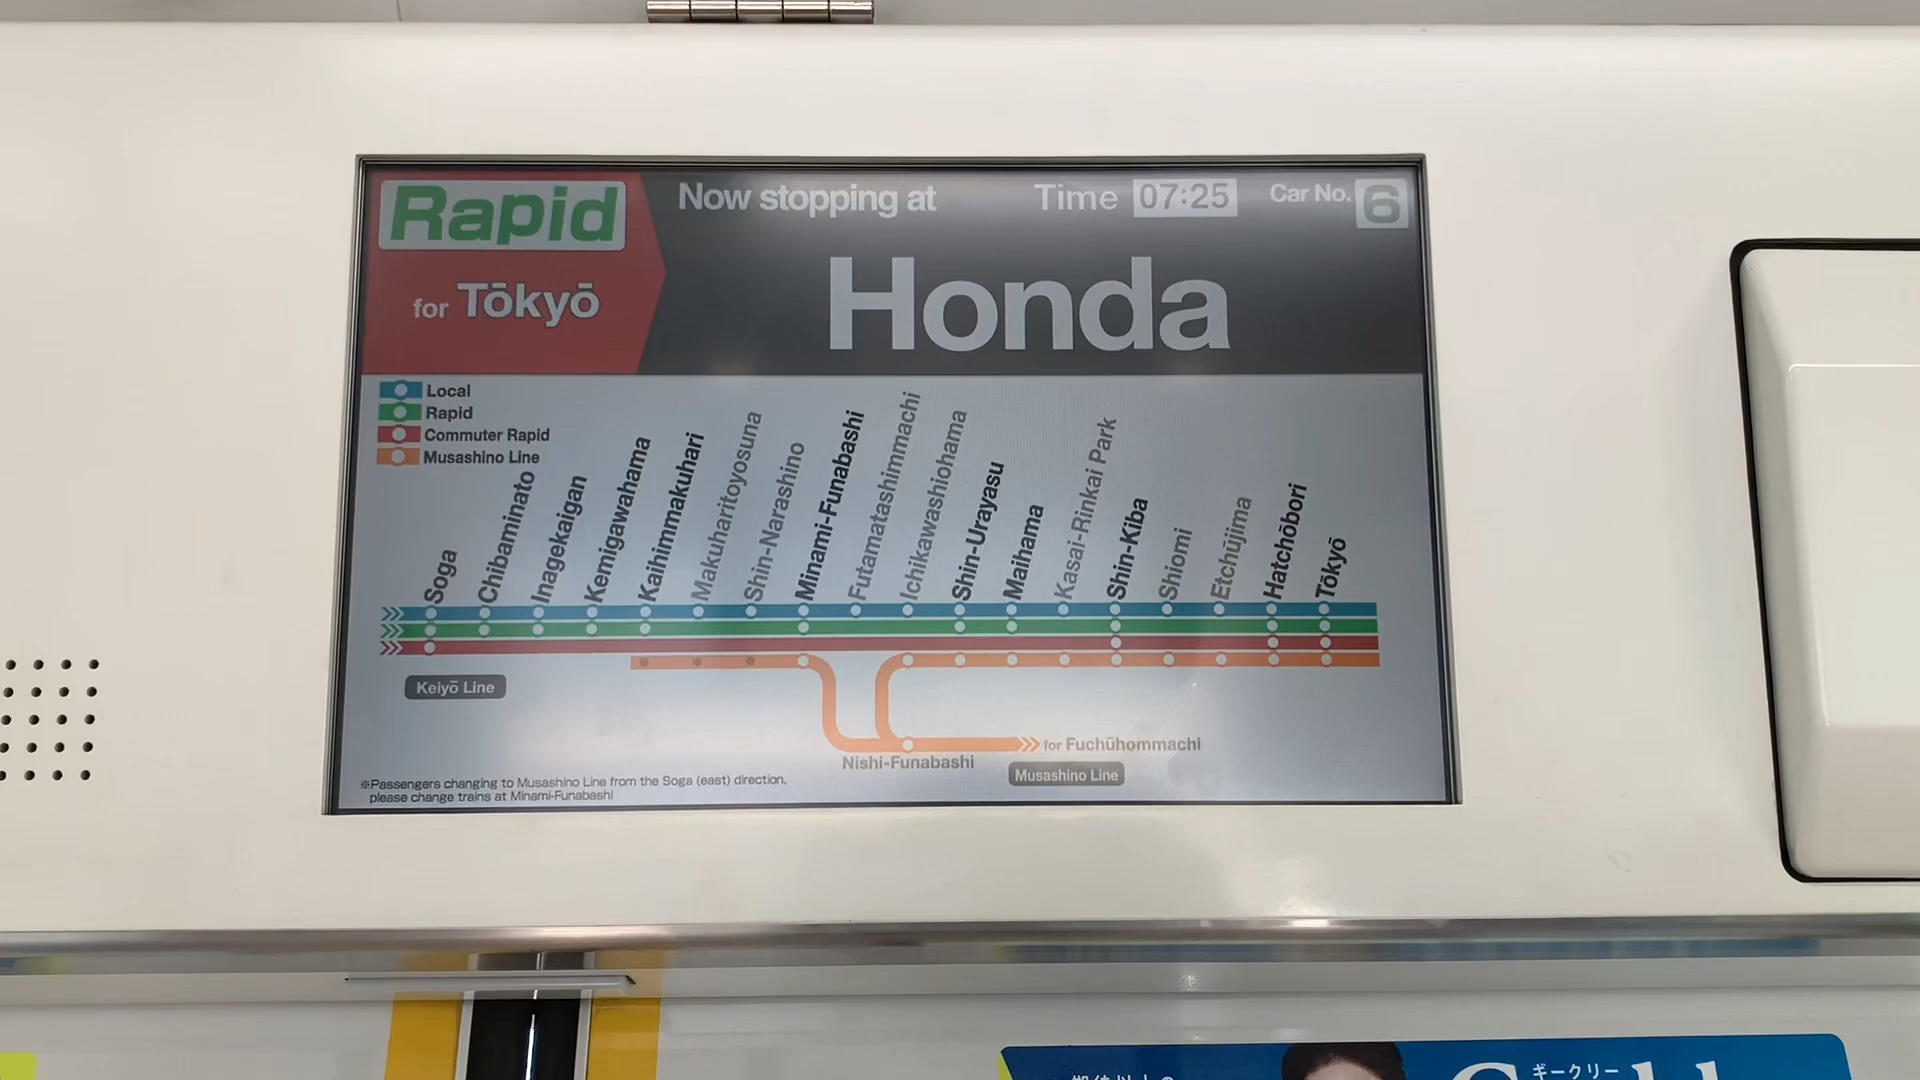 Rapid
for Tōkyō
Now stopping at
Time 07:25
Car No. 6
Honda
Local
Rapid
Commuter Rapid
Musashino Line
Soga
Chibaminato
Inagekaigan
Kemigawahama
Kaihimmakuhari
Makuharitoyosuna
Shin-Narashino
Minami-Funabashi
Futamatashimmachi
Ichikawashiohama
Shin-Urayasu
Maihama
Kasai-Rinkai Park
Shin-Kiba
Shiomi
Etchūjima
Hatchōbori
Tōkyō
Keiyō Line
Nishi-Funabashi
for Fuchūhommachi
Musashino Line
※Passengers changing to Musashino Line from the Soga (east) direction,
please change trains at Minami-Funabashi
ギークリー